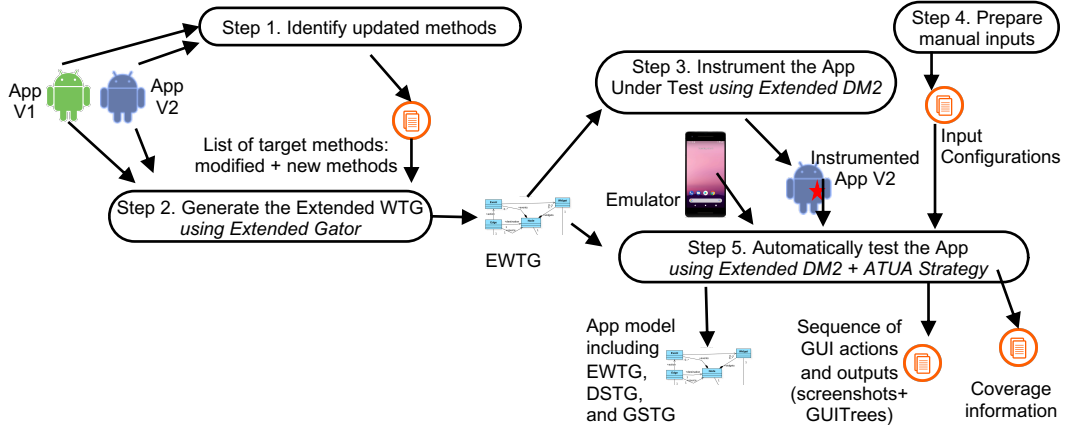 Step 1. Identify updated methods
App
V1
App
V2
List of target methods:
modified + new methods
Step 2. Generate the Extended WTG
using Extended Gator
EWTG
Step 3. Instrument the App
Under Test using Extended DM2
Step 4. Prepare
manual inputs
Input
Configurations
Emulator
Instrumented
App V2
Step 5. Automatically test the App
using Extended DM2 + ATUA Strategy
App model
including
EWTG,
DSTG,
and GSTG
Sequence of
GUI actions
and outputs
(screenshots+
GUITrees)
Coverage
information